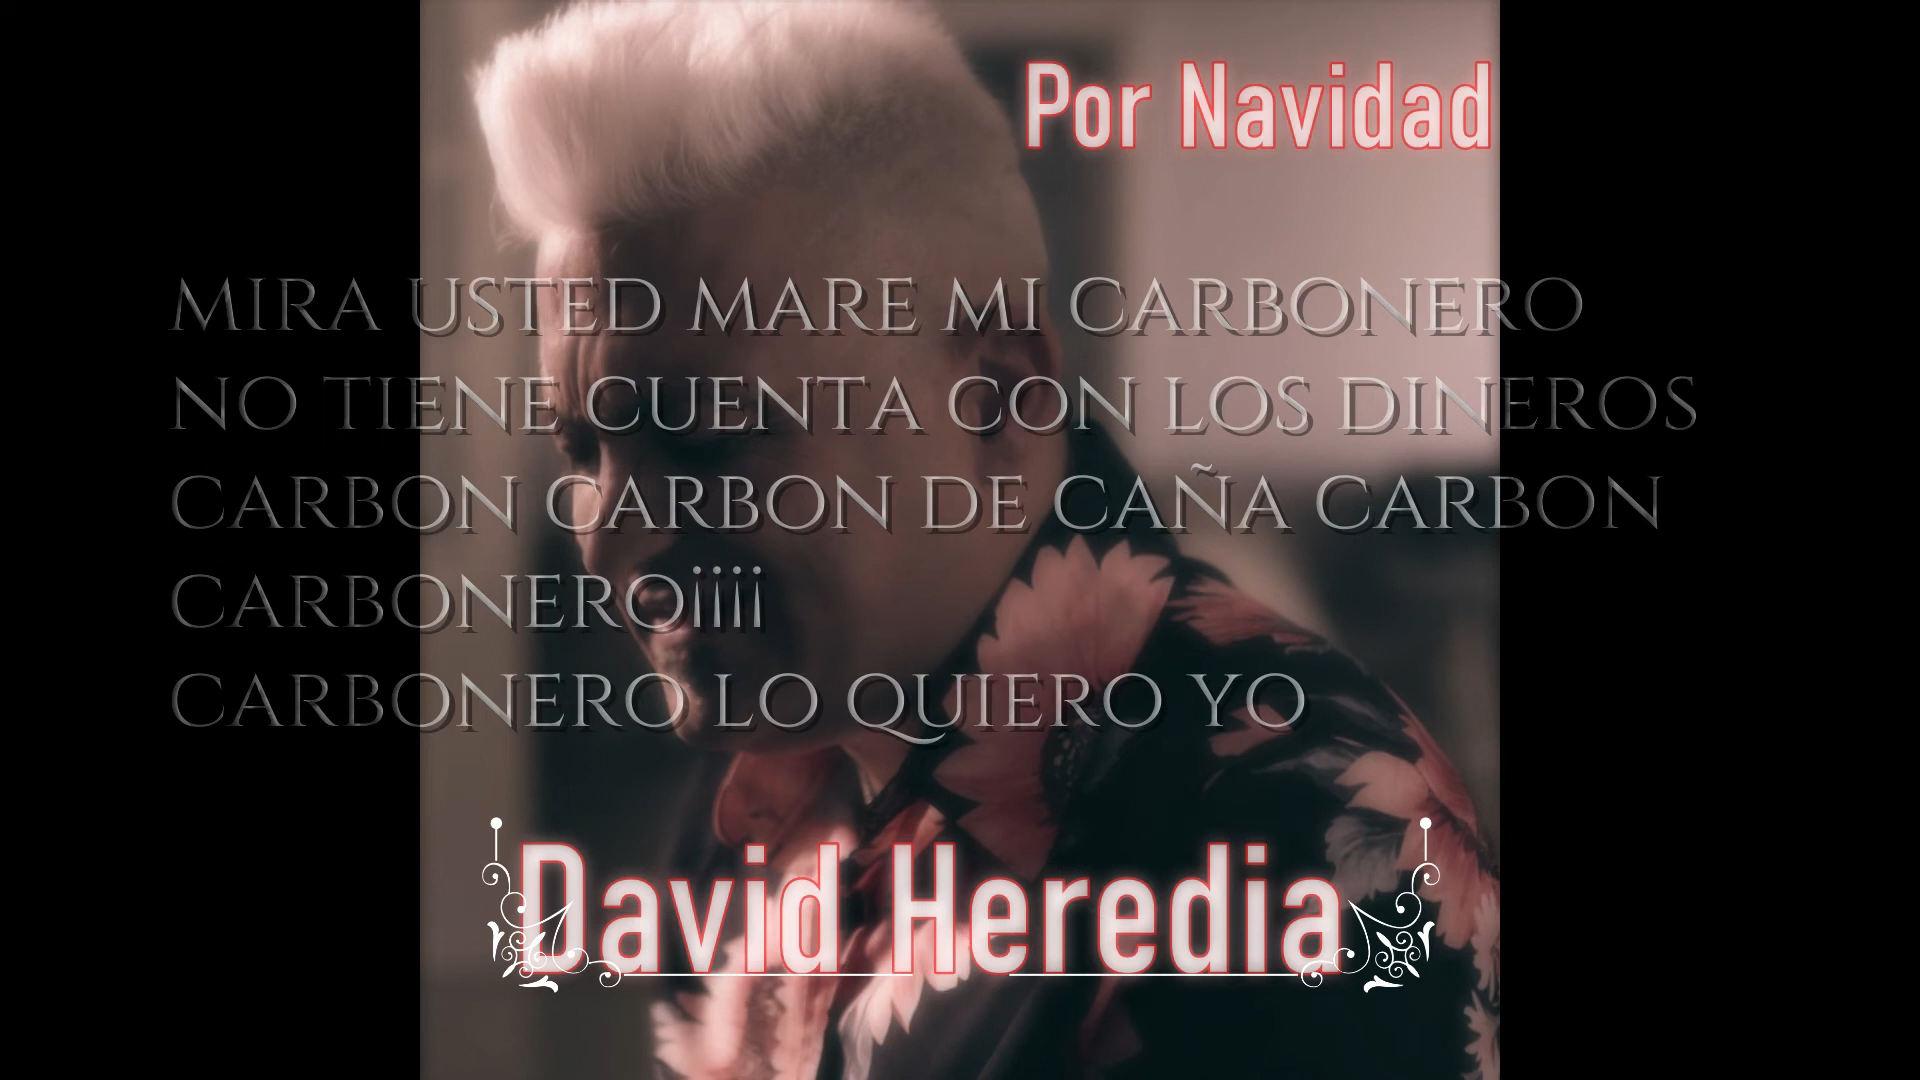 Por Navidad
MIRA USTED MARE MI CARBONERO
NO TIENE CUENTA CON LOS DINEROS
CARBON CARBON DE CAÑA CARBON
CARBONERO¡¡¡¡
CARBONERO LO QUIERO YO
David Heredia